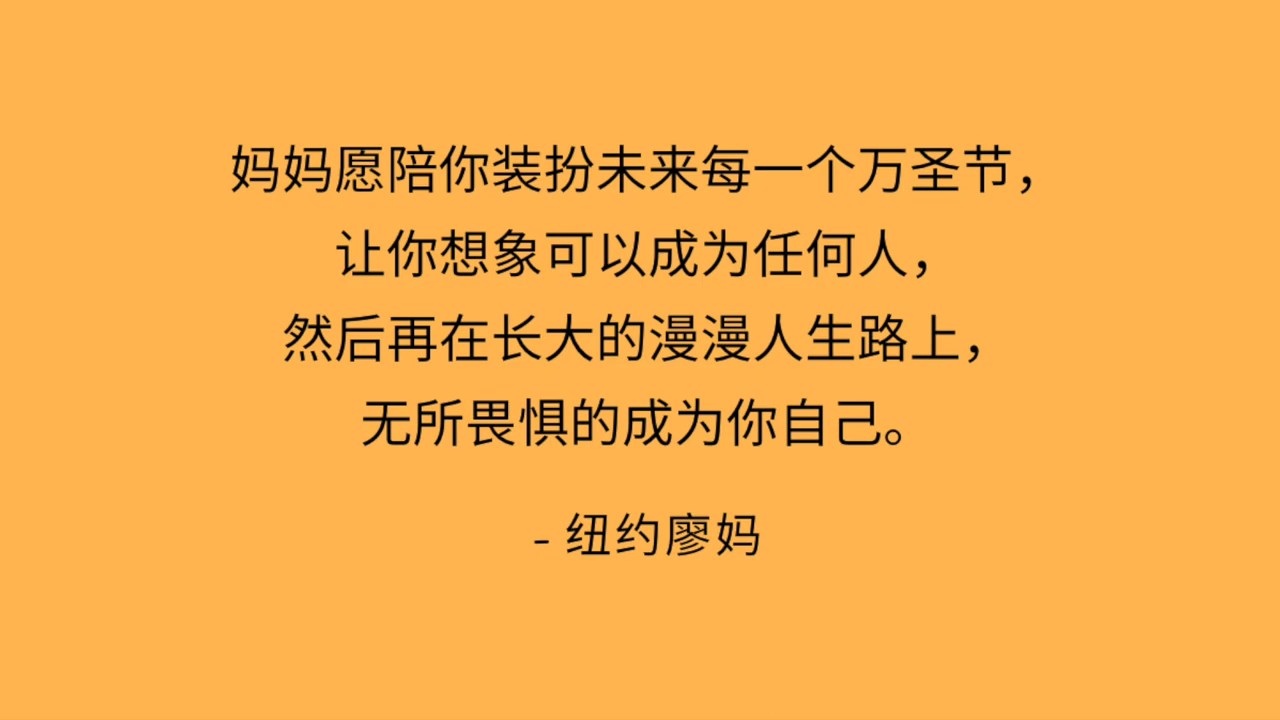 妈妈愿陪你装扮未来每一个万圣节，
让你想象可以成为任何人，
然后再在长大的漫漫人生路上，
无所畏惧的成为你自己。
- 纽约廖妈